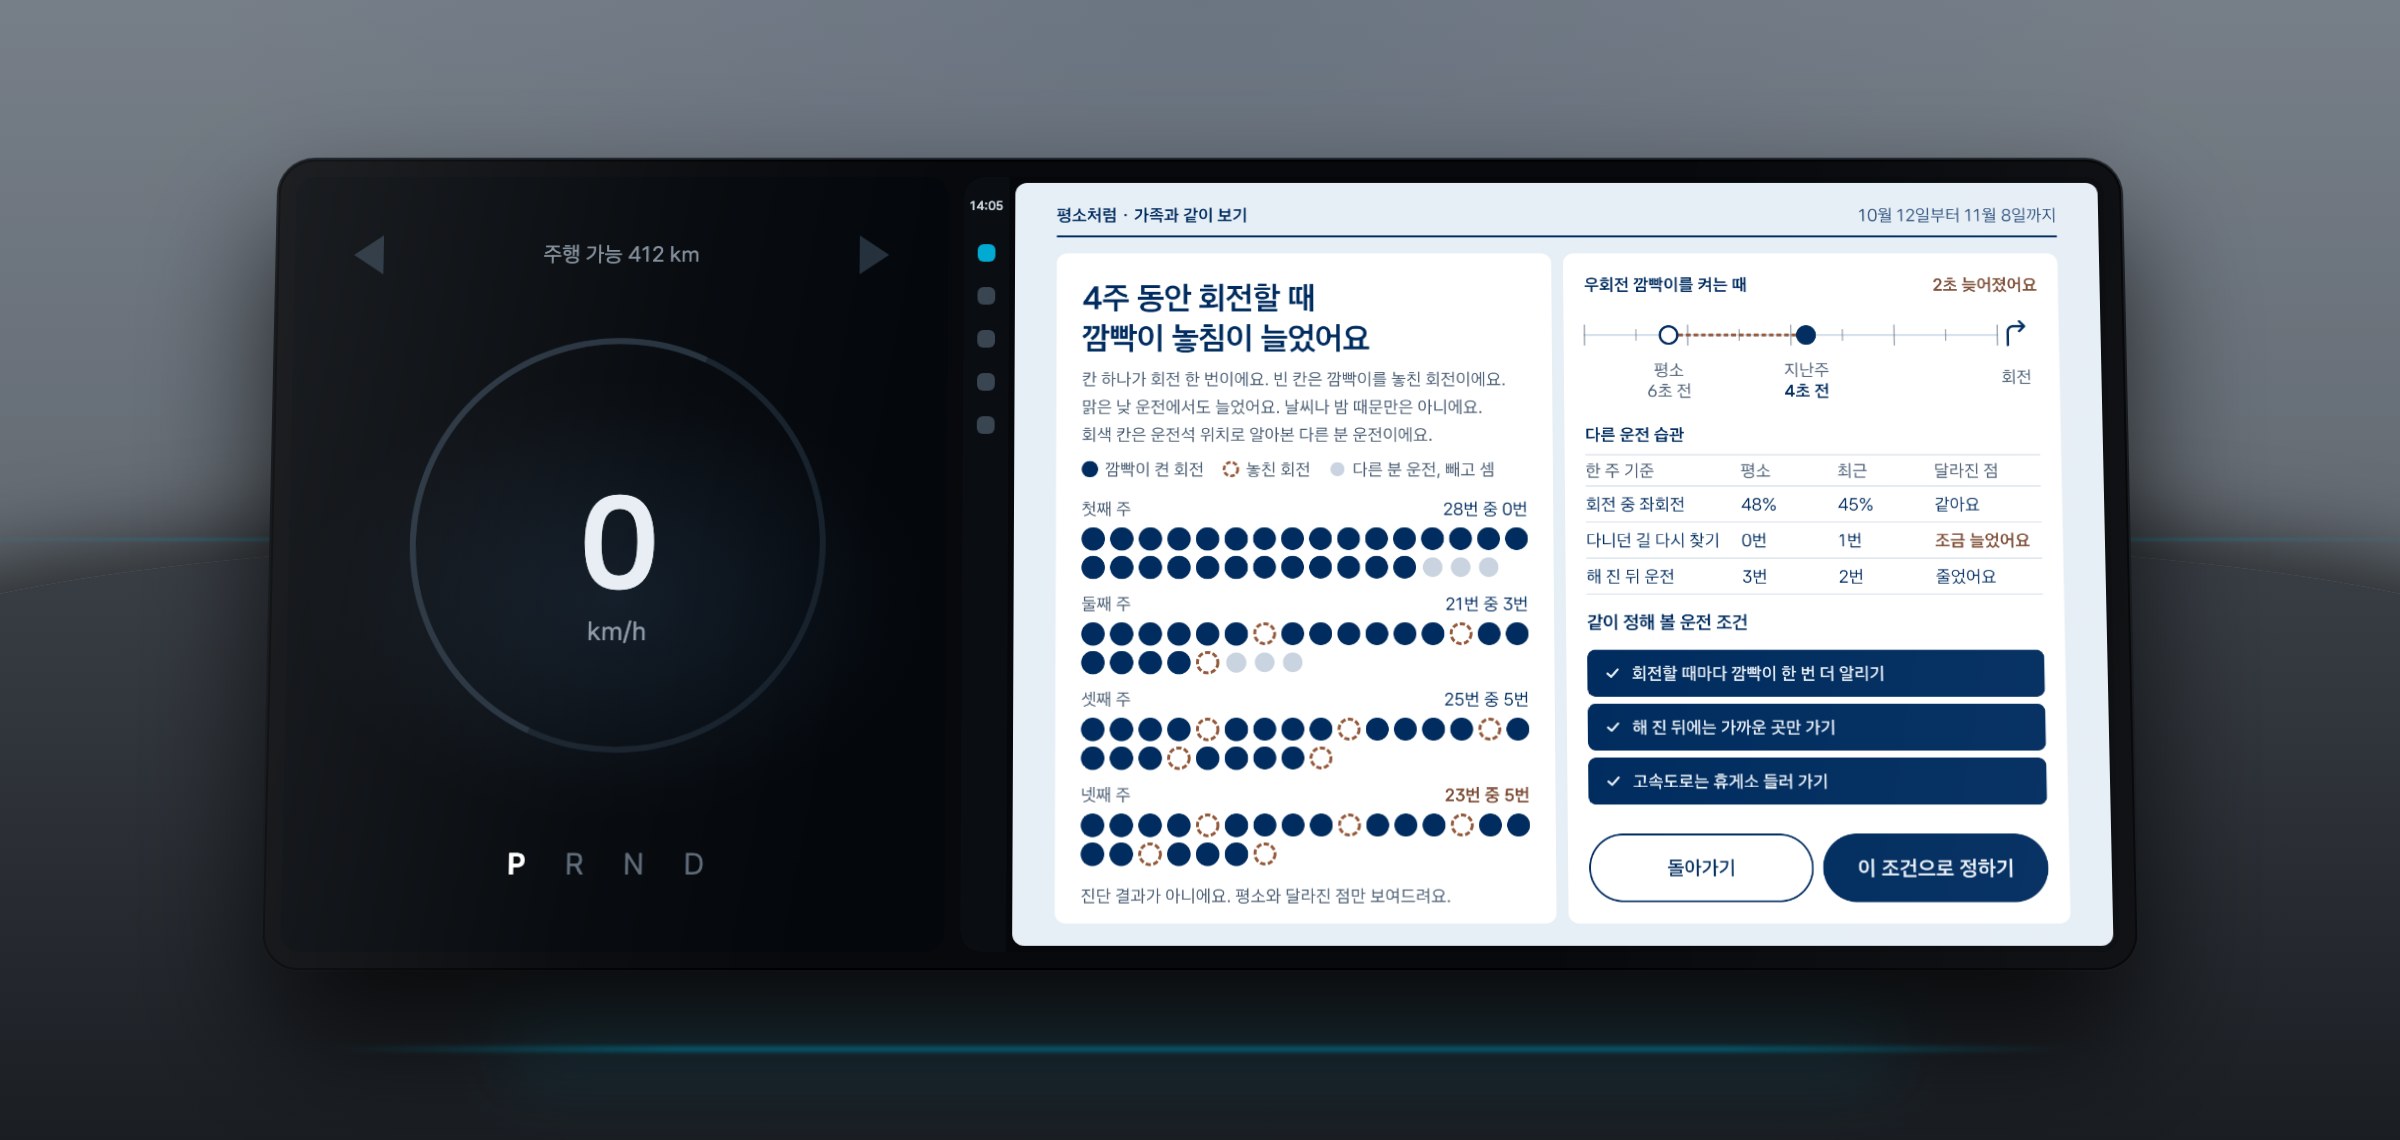 주행 가능 412 km
0
km/h
P R N D
14:05
평소처럼 · 가족과 같이 보기
10월 12일부터 11월 8일까지
4주 동안 회전할 때
깜빡이 놓침이 늘었어요
칸 하나가 회전 한 번이에요. 빈 칸은 깜빡이를 놓친 회전이에요.
맑은 낮 운전에서도 늘었어요. 날씨나 밤 때문만은 아니에요.
회색 칸은 운전석 위치로 알아본 다른 분 운전이에요.
깜빡이 켠 회전 놓친 회전 다른 분 운전, 빼고 셈
첫째 주 28번 중 0번
둘째 주 21번 중 3번
셋째 주 25번 중 5번
넷째 주 23번 중 5번
진단 결과가 아니에요. 평소와 달라진 점만 보여드려요.
우회전 깜빡이를 켜는 때 2초 늦어졌어요
평소 지난주 회전
6초 전 4초 전
다른 운전 습관
한 주 기준 평소 최근 달라진 점
회전 중 좌회전 48% 45% 같아요
다니던 길 다시 찾기 0번 1번 조금 늘었어요
해 진 뒤 운전 3번 2번 줄었어요
같이 정해 볼 운전 조건
회전할 때마다 깜빡이 한 번 더 알리기
해 진 뒤에는 가까운 곳만 가기
고속도로는 휴게소 들러 가기
돌아가기 이 조건으로 정하기